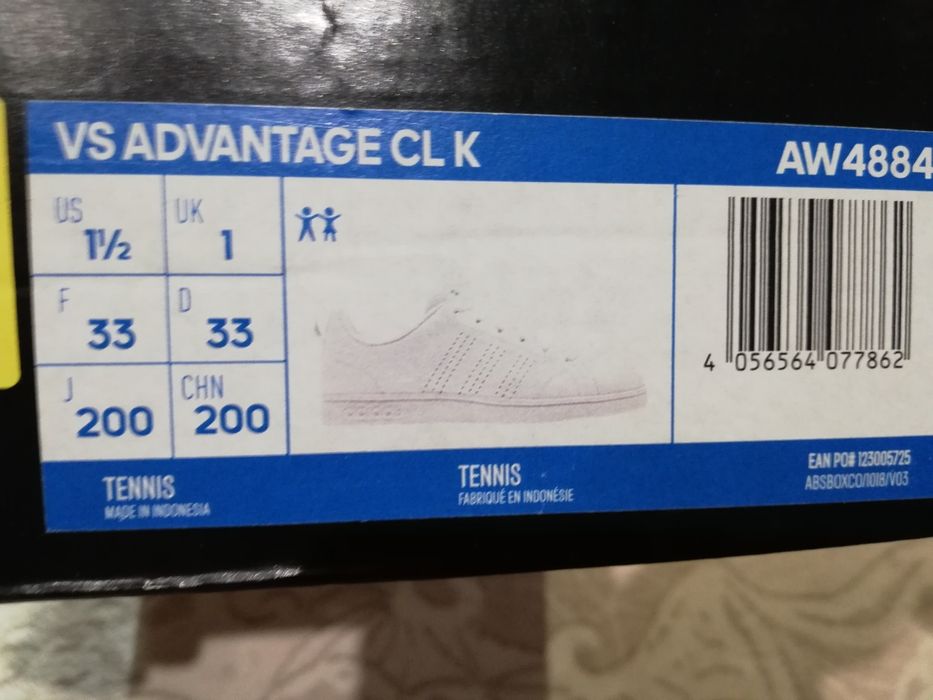 VS ADVANTAGE CL K
AW4884
US
1½
UK
1
F
33
D
33
J
200
CHN
200
4 056564 077862
TENNIS
MADE IN INDONESIA
TENNIS
FABRIQUÉ EN INDONÉSIE
EAN PO# 123005725
ABSBOXCO/1018/V03